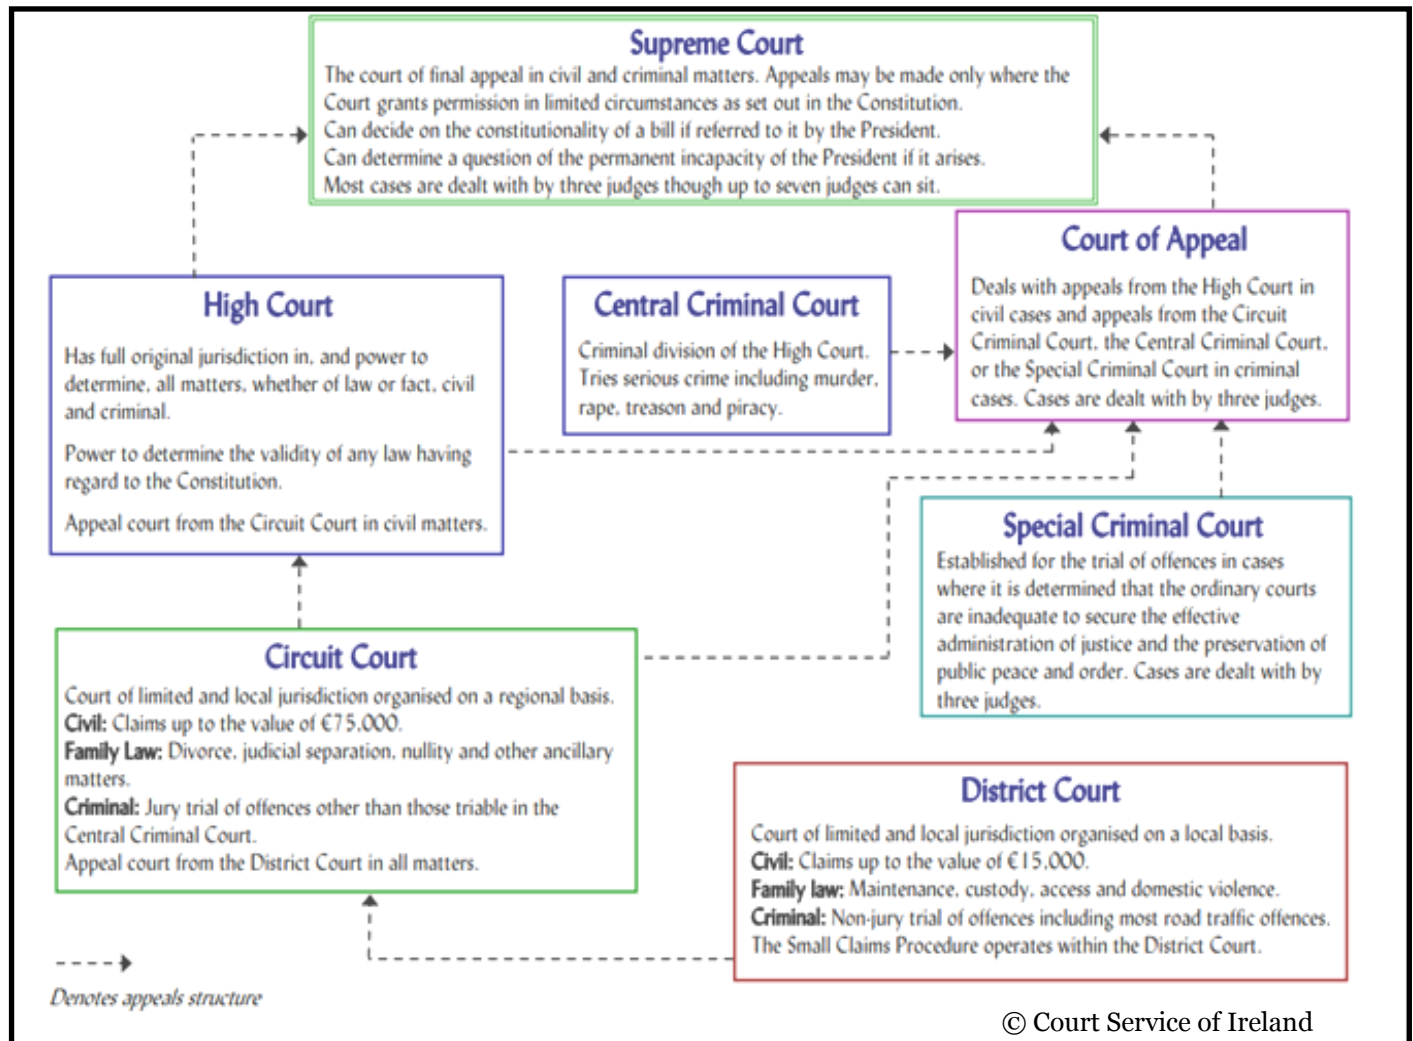 Supreme Court
The court of final appeal in civil and criminal matters. Appeals may be made only where the
Court grants permission in limited circumstances as set out in the Constitution.
Can decide on the constitutionality of a bill if referred to it by the President.
Can determine a question of the permanent incapacity of the President if it arises.
Most cases are dealt with by three judges though up to seven judges can sit.
Court of Appeal
Deals with appeals from the High Court in
civil cases and appeals from the Circuit
Criminal Court, the Central Criminal Court,
or the Special Criminal Court in criminal
cases. Cases are dealt with by three judges.
High Court
Has full original jurisdiction in, and power to
determine, all matters, whether of law or fact, civil
and criminal.
Power to determine the validity of any law having
regard to the Constitution.
Appeal court from the Circuit Court in civil matters.
Central Criminal Court
Criminal division of the High Court.
Tries serious crime including murder,
rape, treason and piracy.
Special Criminal Court
Established for the trial of offences in cases
where it is determined that the ordinary courts
are inadequate to secure the effective
administration of justice and the preservation of
public peace and order. Cases are dealt with by
three judges.
Circuit Court
Court of limited and local jurisdiction organised on a regional basis.
Civil: Claims up to the value of €75,000.
Family Law: Divorce, judicial separation, nullity and other ancillary
matters.
Criminal: Jury trial of offences other than those triable in the
Central Criminal Court.
Appeal court from the District Court in all matters.
District Court
Court of limited and local jurisdiction organised on a local basis.
Civil: Claims up to the value of €15,000.
Family law: Maintenance, custody, access and domestic violence.
Criminal: Non-jury trial of offences including most road traffic offences.
The Small Claims Procedure operates within the District Court.
Denotes appeals structure
© Court Service of Ireland